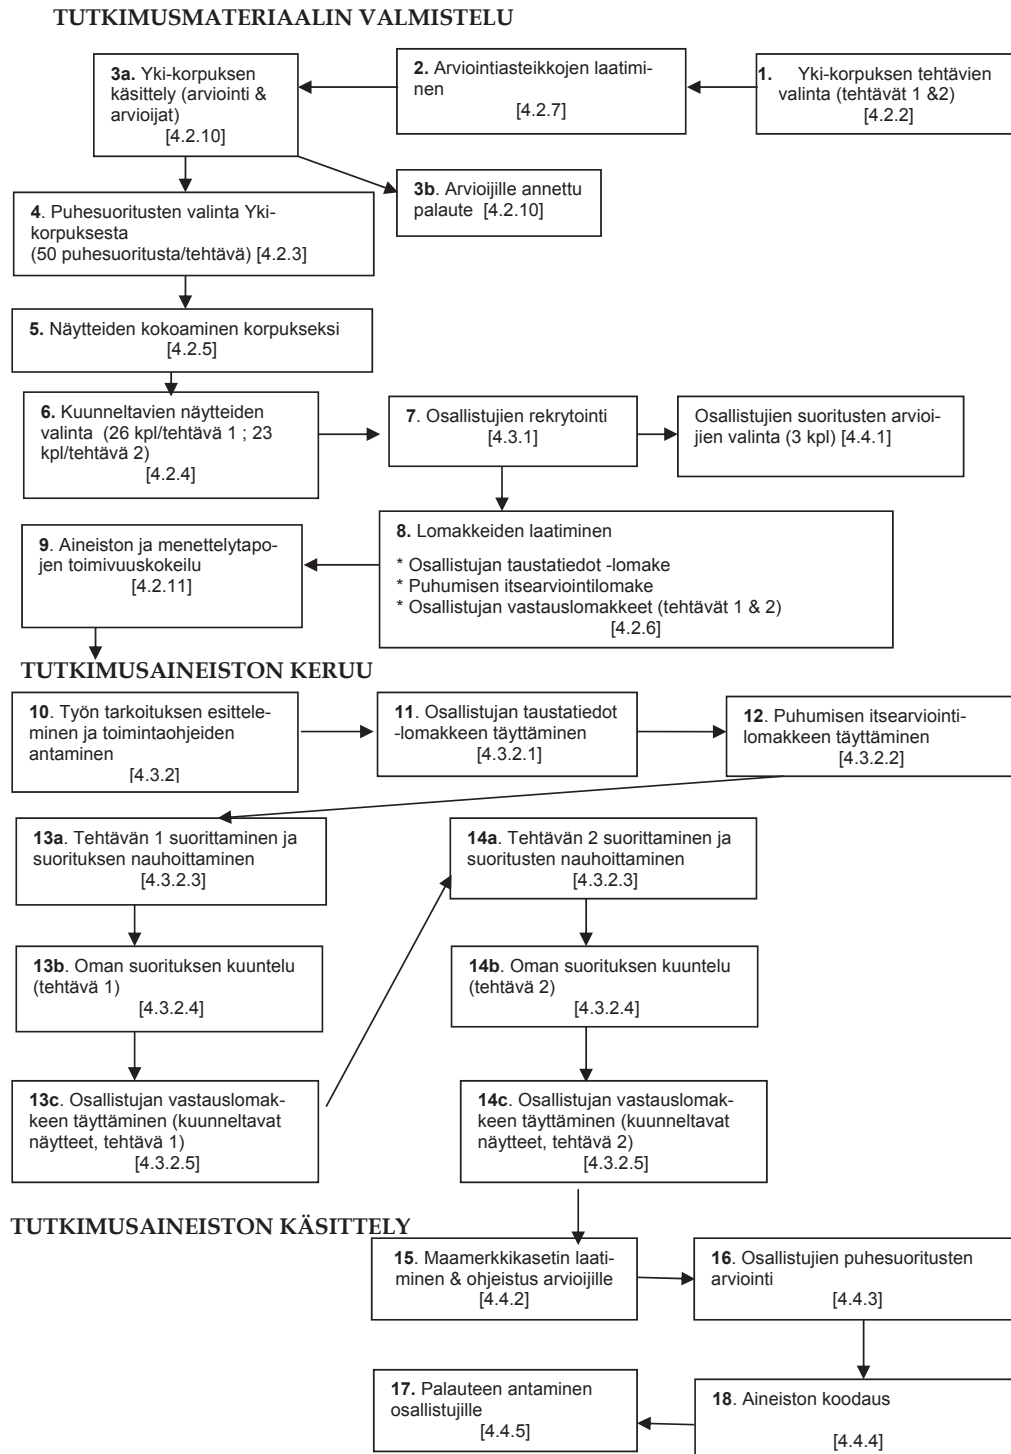 TUTKIMUSMATERIAALIN VALMISTELU
1. Yki-korpuksen tehtävien
valinta (tehtävät 1 &2)
[4.2.2]
2. Arviointiasteikkojen laatimi-
nen
[4.2.7]
3a. Yki-korpuksen
käsittely (arviointi &
arvioijat)
[4.2.10]
3b. Arvioijille annettu
palaute [4.2.10]
4. Puhesuoritusten valinta Yki-
korpuksesta
(50 puhesuoritusta/tehtävä) [4.2.3]
5. Näytteiden kokoaminen korpukseksi
[4.2.5]
6. Kuunneltavien näytteiden
valinta (26 kpl/tehtävä 1 ; 23
kpl/tehtävä 2)
[4.2.4]
7. Osallistujien rekrytointi
[4.3.1]
Osallistujien suoritusten arvioi-
jien valinta (3 kpl) [4.4.1]
8. Lomakkeiden laatiminen
* Osallistujan taustatiedot -lomake
* Puhumisen itsearviointilomake
* Osallistujan vastauslomakkeet (tehtävät 1 & 2)
[4.2.6]
9. Aineiston ja menettelytapo-
jen toimivuuskokeilu
[4.2.11]
TUTKIMUSAINEISTON KERUU
10. Työn tarkoituksen esittele-
minen ja toimintaohjeiden
antaminen
[4.3.2]
11. Osallistujan taustatiedot
-lomakkeen täyttäminen
[4.3.2.1]
12. Puhumisen itsearviointi-
lomakkeen täyttäminen
[4.3.2.2]
13a. Tehtävän 1 suorittaminen ja
suorituksen nauhoittaminen
[4.3.2.3]
13b. Oman suorituksen kuuntelu
(tehtävä 1)
[4.3.2.4]
13c. Osallistujan vastauslomak-
keen täyttäminen (kuunneltavat
näytteet, tehtävä 1)
[4.3.2.5]
14a. Tehtävän 2 suorittaminen ja
suoritusten nauhoittaminen
[4.3.2.3]
14b. Oman suorituksen kuuntelu
(tehtävä 2)
[4.3.2.4]
14c. Osallistujan vastauslomak-
keen täyttäminen (kuunneltavat
näytteet, tehtävä 2)
[4.3.2.5]
TUTKIMUSAINEISTON KÄSITTELY
15. Maamerkkikasetin laati-
minen & ohjeistus arvioijille
[4.4.2]
16. Osallistujien puhesuoritusten
arviointi
[4.4.3]
17. Palautteen antaminen
osallistujille
[4.4.5]
18. Aineiston koodaus
[4.4.4]